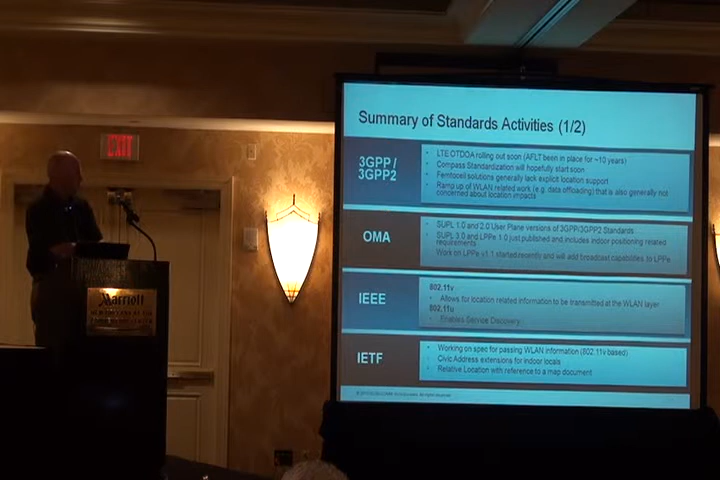 EXIT
Marriott
Summary of Standards Activities (1/2)
3GPP /
3GPP2
• LTE OTDOA rolling out soon (AFLT been in place for ~10 years)
• Compass Standardization will hopefully start soon
• Femtocell solutions generally lack explicit location support
• Ramp up of WLAN related work (e.g. data offloading) that is also generally not
concerned about location impacts
OMA
• SUPL 1.0 and 2.0 User Plane versions of 3GPP/3GPP2 Standards
• SUPL 3.0 and LPPe 1.0 just published and includes indoor positioning related
requirements
• Work on LPPe v1.1 started recently and will add broadcast capabilities to LPPe
IEEE
802.11v
• Allows for location related information to be transmitted at the WLAN layer
802.11u
• Enables Service Discovery
IETF
• Working on spec for passing WLAN information (802.11v based)
• Civic Address extensions for indoor locals
• Relative Location with reference to a map document